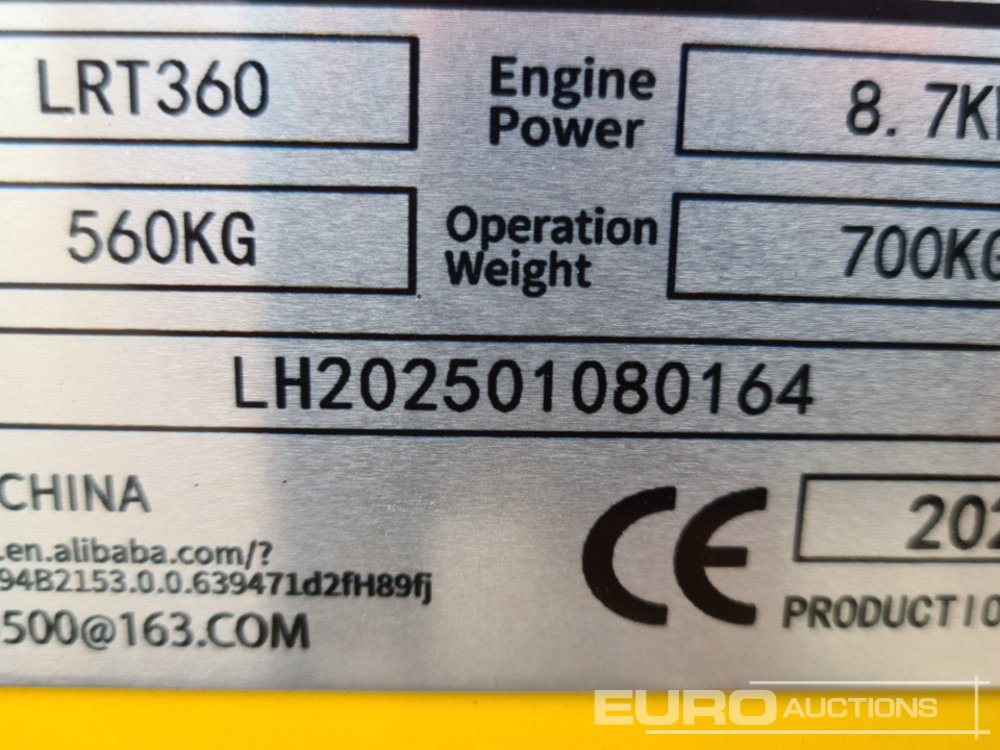 LRT360
Engine
Power
8.7K
560KG
Operation
Weight
700KG
LH202501080164
CHINA
.en.alibaba.com/?
94B2153.0.0.639471d2fH89fj
500@163.COM
CE
202
PRODUCTIO
EURO AUCTIONS